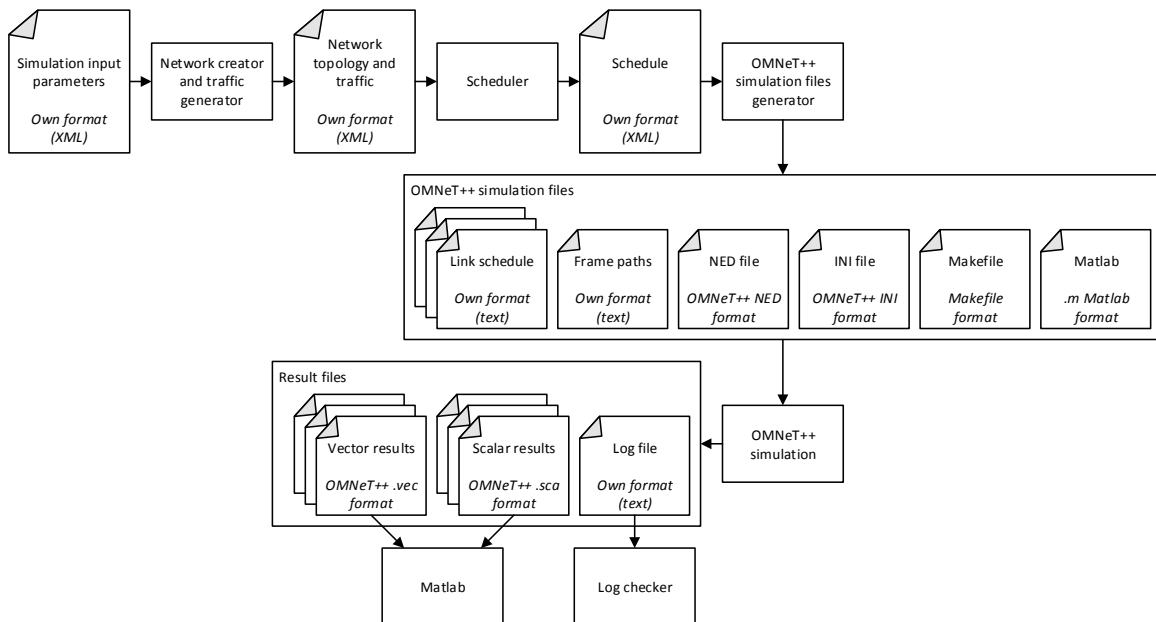 Simulation input
parameters
Own format
(XML)
Network creator
and traffic
generator
Network
topology and
traffic
Own format
(XML)
Scheduler
Schedule
Own format
(XML)
OMNeT++
simulation files
generator
OMNeT++ simulation files
Link schedule
Own format
(text)
Frame paths
Own format
(text)
NED file
OMNeT++ NED
format
INI file
OMNeT++ INI
format
Makefile
Makefile
format
Matlab
.m Matlab
format
Result files
Vector results
OMNeT++ .vec
format
Scalar results
OMNeT++ .sca
format
Log file
Own format
(text)
OMNeT++
simulation
Matlab
Log checker